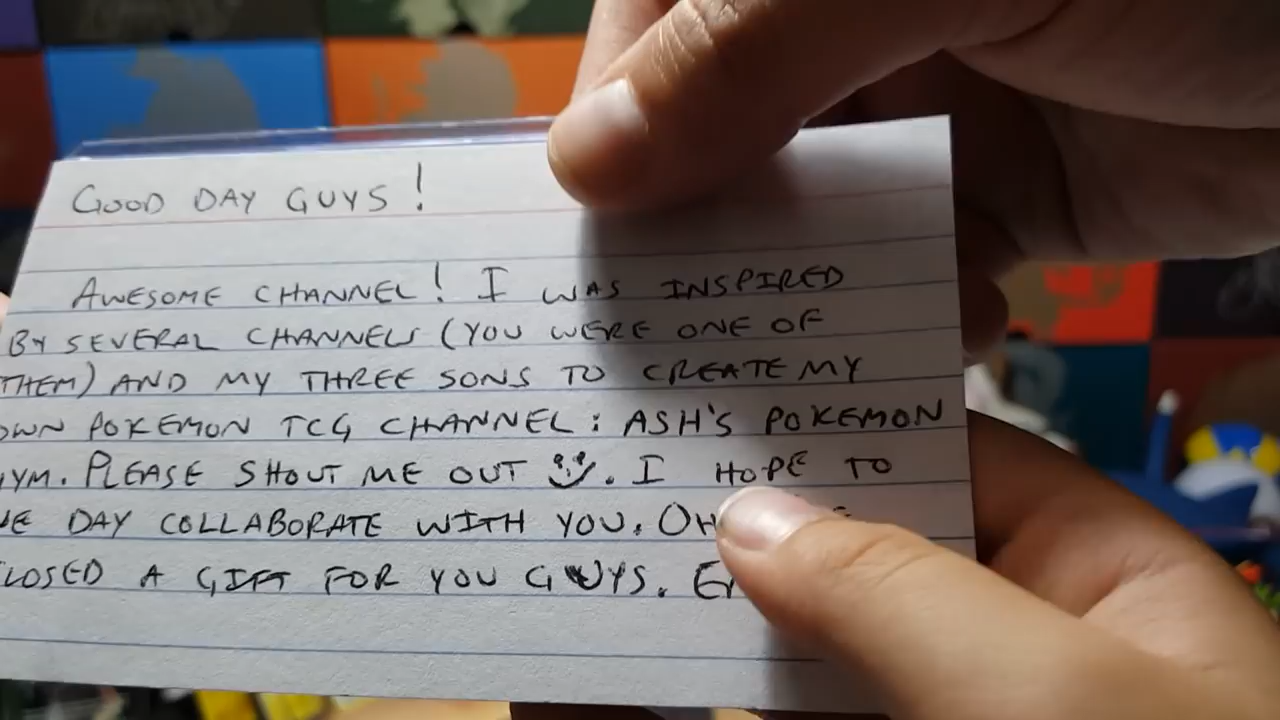 GOOD DAY GUYS!
AWESOME CHANNEL! I WAS INSPIRED
BY SEVERAL CHANNELS (YOU WERE ONE OF
THEM) AND MY THREE SONS TO CREATE MY
OWN POKEMON TCG CHANNEL: ASH'S POKEMON
GYM. PLEASE SHOUT ME OUT. I HOPE TO
DAY COLLABORATE WITH YOU.
A GIFT FOR YOU GUYS.